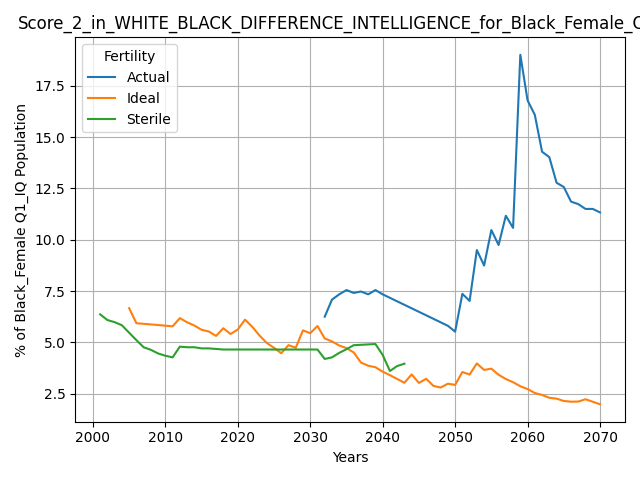 Score_2_in_WHITE_BLACK_DIFFERENCE_INTELLIGENCE_for_Black_Female_
Fertility
Actual
Ideal
Sterile
% of Black_Female Q1_IQ Population
17.5
15.0
12.5
10.0
7.5
5.0
2.5
2000
2010
2020
2030
2040
2050
2060
2070
Years